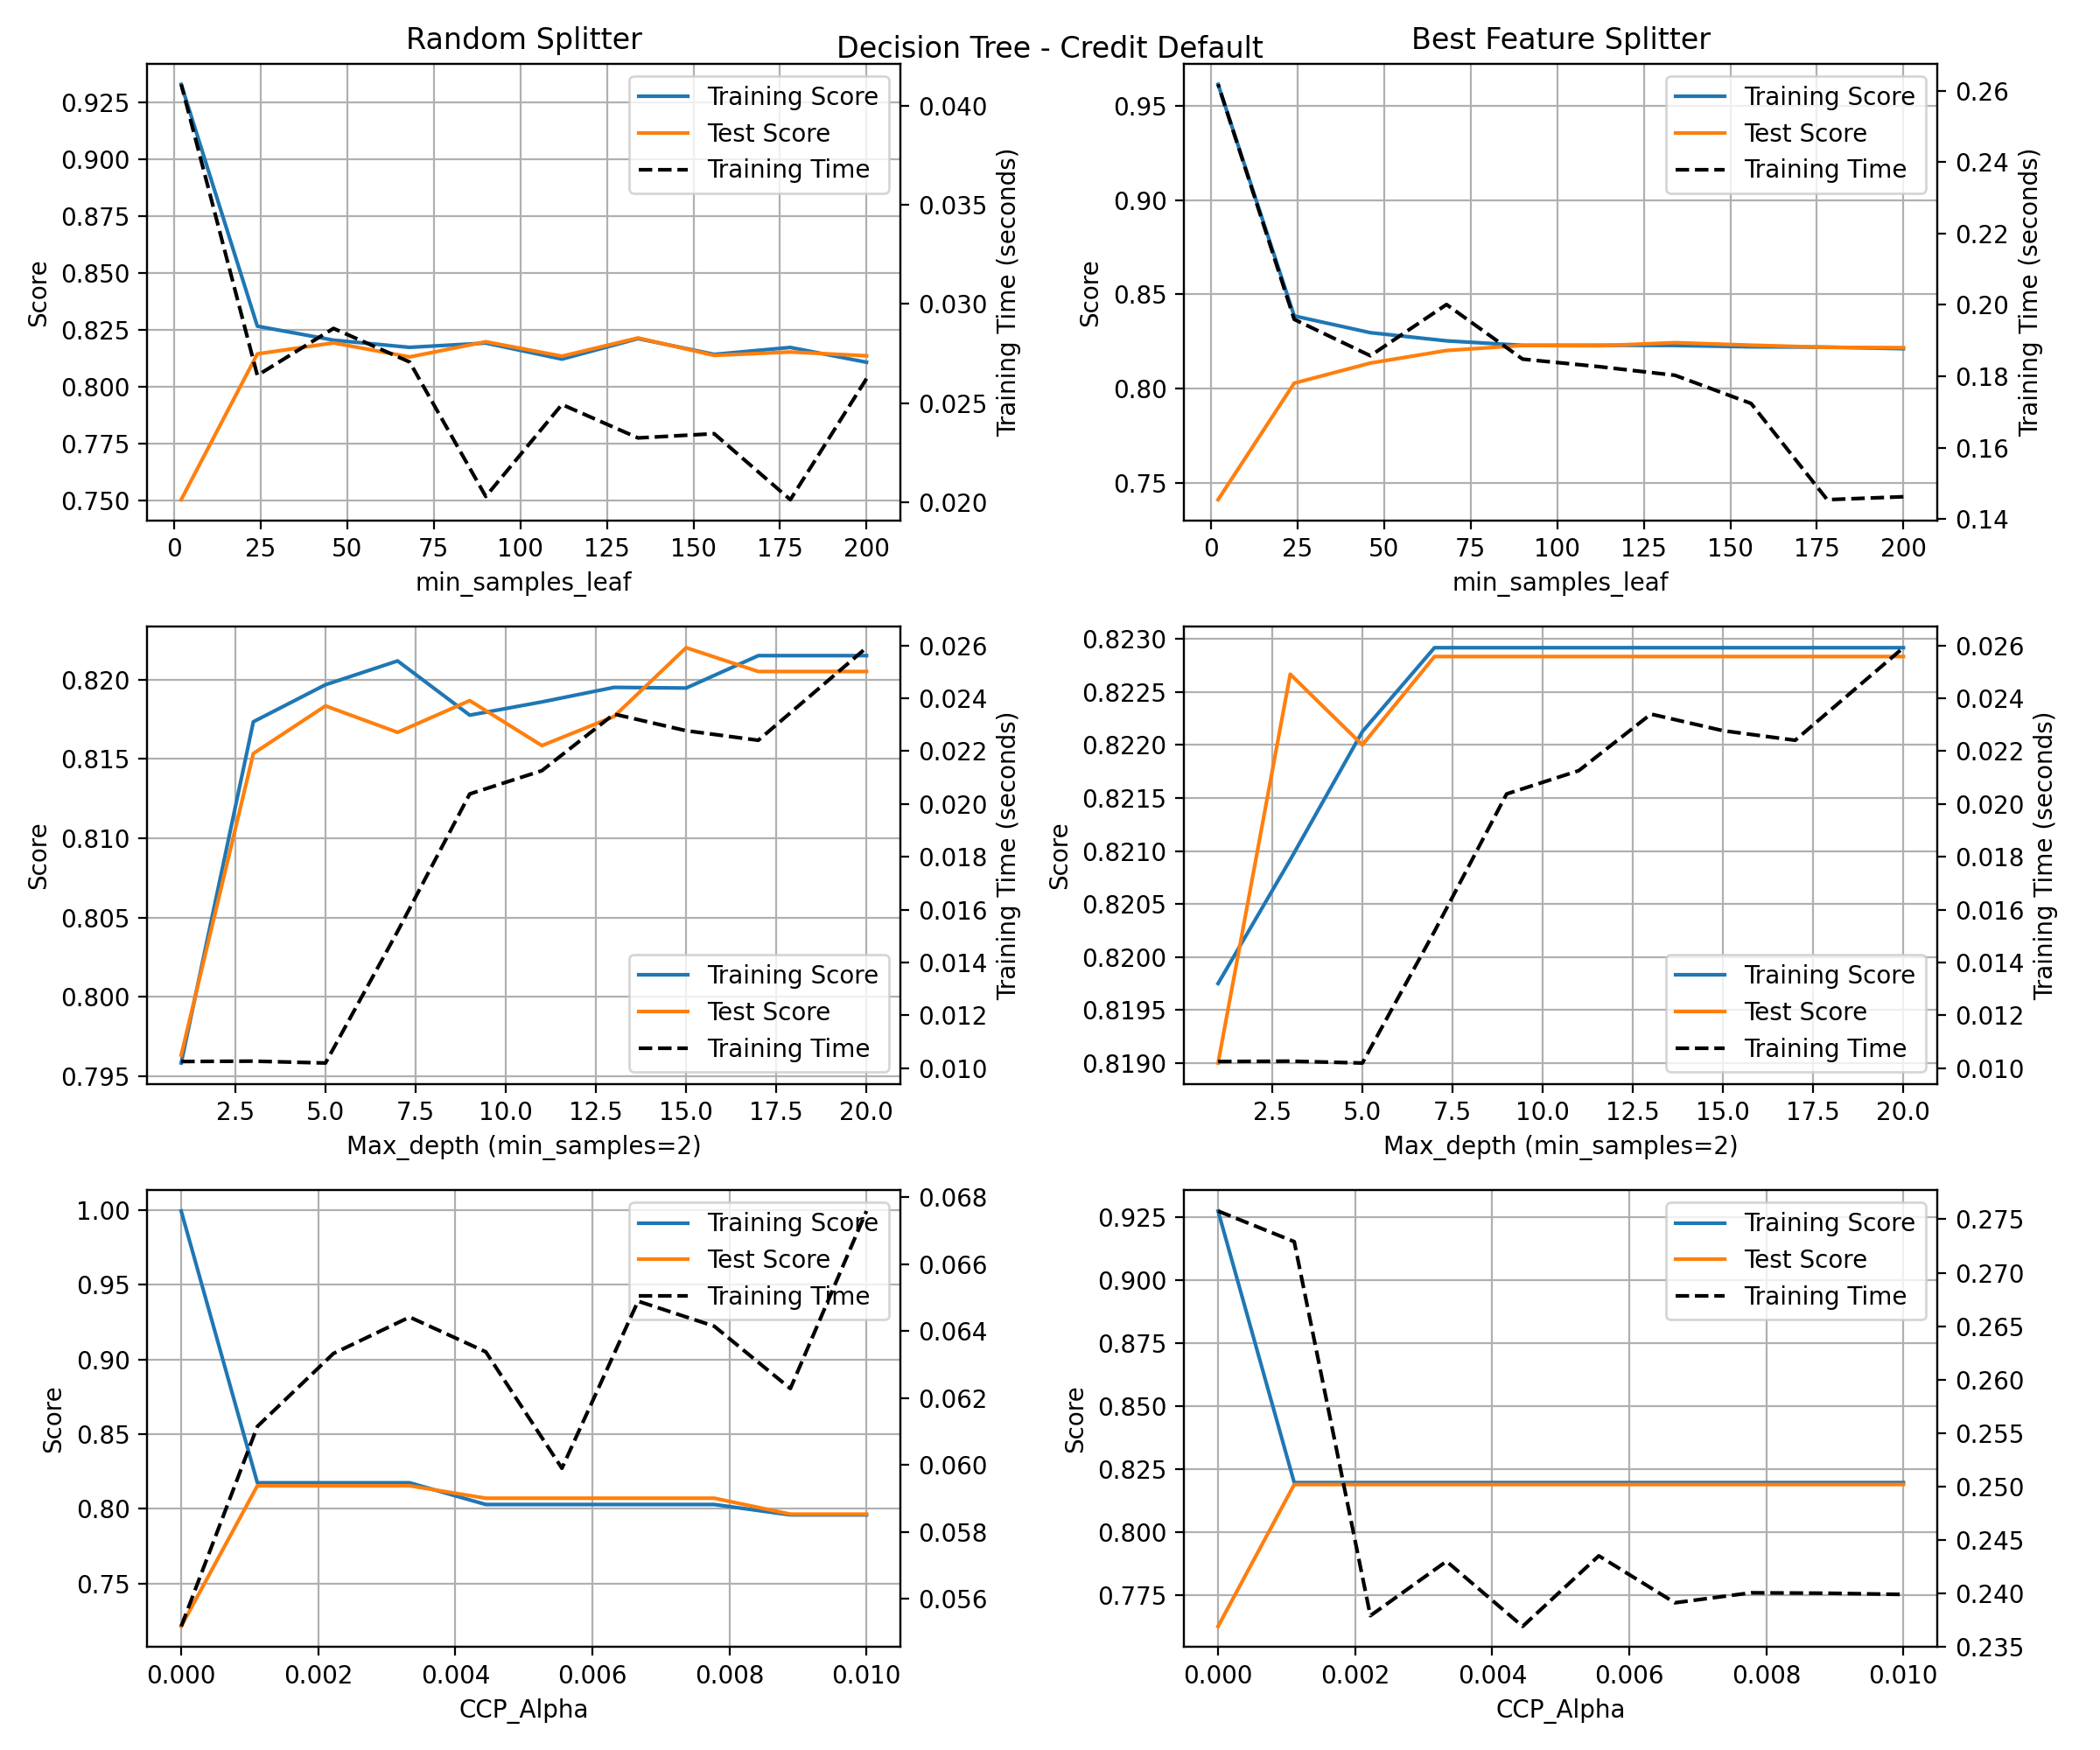 Decision Tree - Credit Default
Random Splitter
0.925
0.900
0.875
0.850
0.825
0.800
0.775
0.750
Score
0.040
0.035
0.030
0.025
0.020
Training Time (seconds)
Training Score
Test Score
Training Time
0 25 50 75 100 125 150 175 200
min_samples_leaf
Best Feature Splitter
0.95
0.90
0.85
0.80
0.75
Score
0.26
0.24
0.22
0.20
0.18
0.16
0.14
Training Time (seconds)
Training Score
Test Score
Training Time
0 25 50 75 100 125 150 175 200
min_samples_leaf
0.820
0.815
0.810
0.805
0.800
0.795
Score
0.026
0.024
0.022
0.020
0.018
0.016
0.014
0.012
0.010
Training Time (seconds)
Training Score
Test Score
Training Time
2.5 5.0 7.5 10.0 12.5 15.0 17.5 20.0
Max_depth (min_samples=2)
0.8230
0.8225
0.8220
0.8215
0.8210
0.8205
0.8200
0.8195
0.8190
Score
0.026
0.024
0.022
0.020
0.018
0.016
0.014
0.012
0.010
Training Time (seconds)
Training Score
Test Score
Training Time
2.5 5.0 7.5 10.0 12.5 15.0 17.5 20.0
Max_depth (min_samples=2)
1.00
0.95
0.90
0.85
0.80
0.75
Score
0.068
0.066
0.064
0.062
0.060
0.058
0.056
Training Score
Test Score
Training Time
0.000 0.002 0.004 0.006 0.008 0.010
CCP_Alpha
0.925
0.900
0.875
0.850
0.825
0.800
0.775
Score
0.275
0.270
0.265
0.260
0.255
0.250
0.245
0.240
0.235
Training Score
Test Score
Training Time
0.000 0.002 0.004 0.006 0.008 0.010
CCP_Alpha